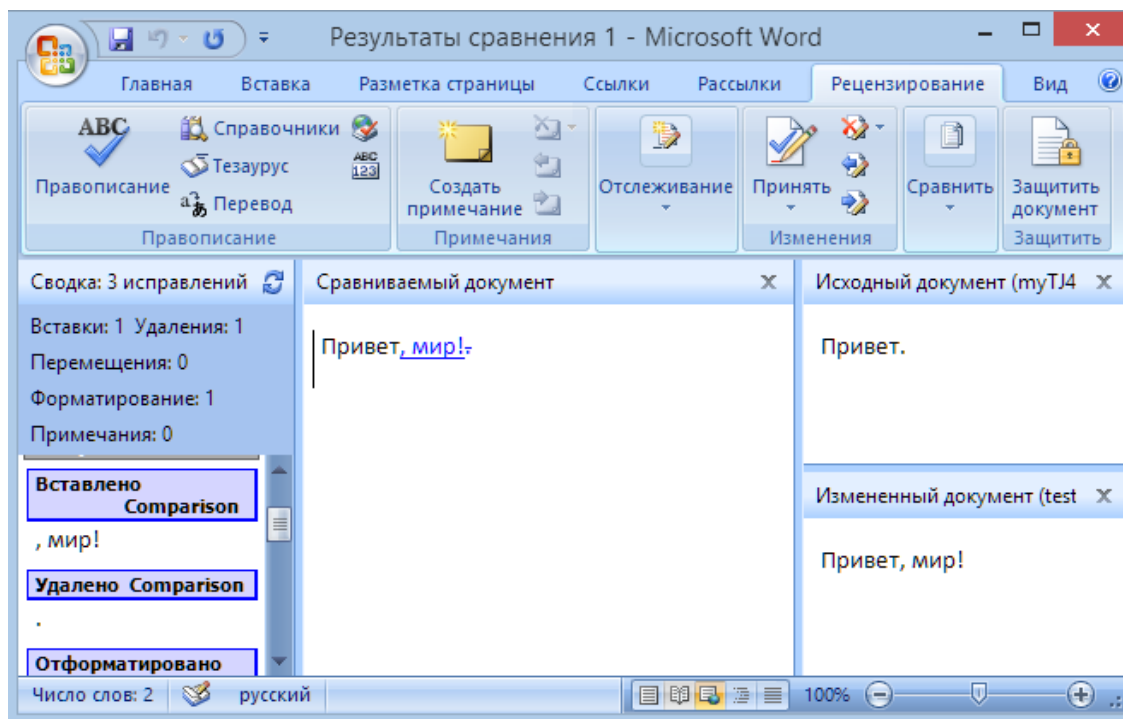 Результаты сравнения 1 - Microsoft Word
Главная Вставка Разметка страницы Ссылки Рассылки Рецензирование Вид
ABC
Правописание
Справочники
Тезаурус
Перевод
ABC
123
Создать
примечание
Отслеживание
Принять
Сравнить
Защитить
документ
Правописание Примечания Изменения Защитить
Сводка: 3 исправлений
Вставки: 1 Удаления: 1
Перемещения: 0
Форматирование: 1
Примечания: 0
Вставлено
Comparison
, мир!
Удалено Comparison
.
Отформатировано
Сравниваемый документ
Привет, мир!.
Исходный документ (myTJ4
Привет.
Измененный документ (test
Привет, мир!
Число слов: 2 русский 100%